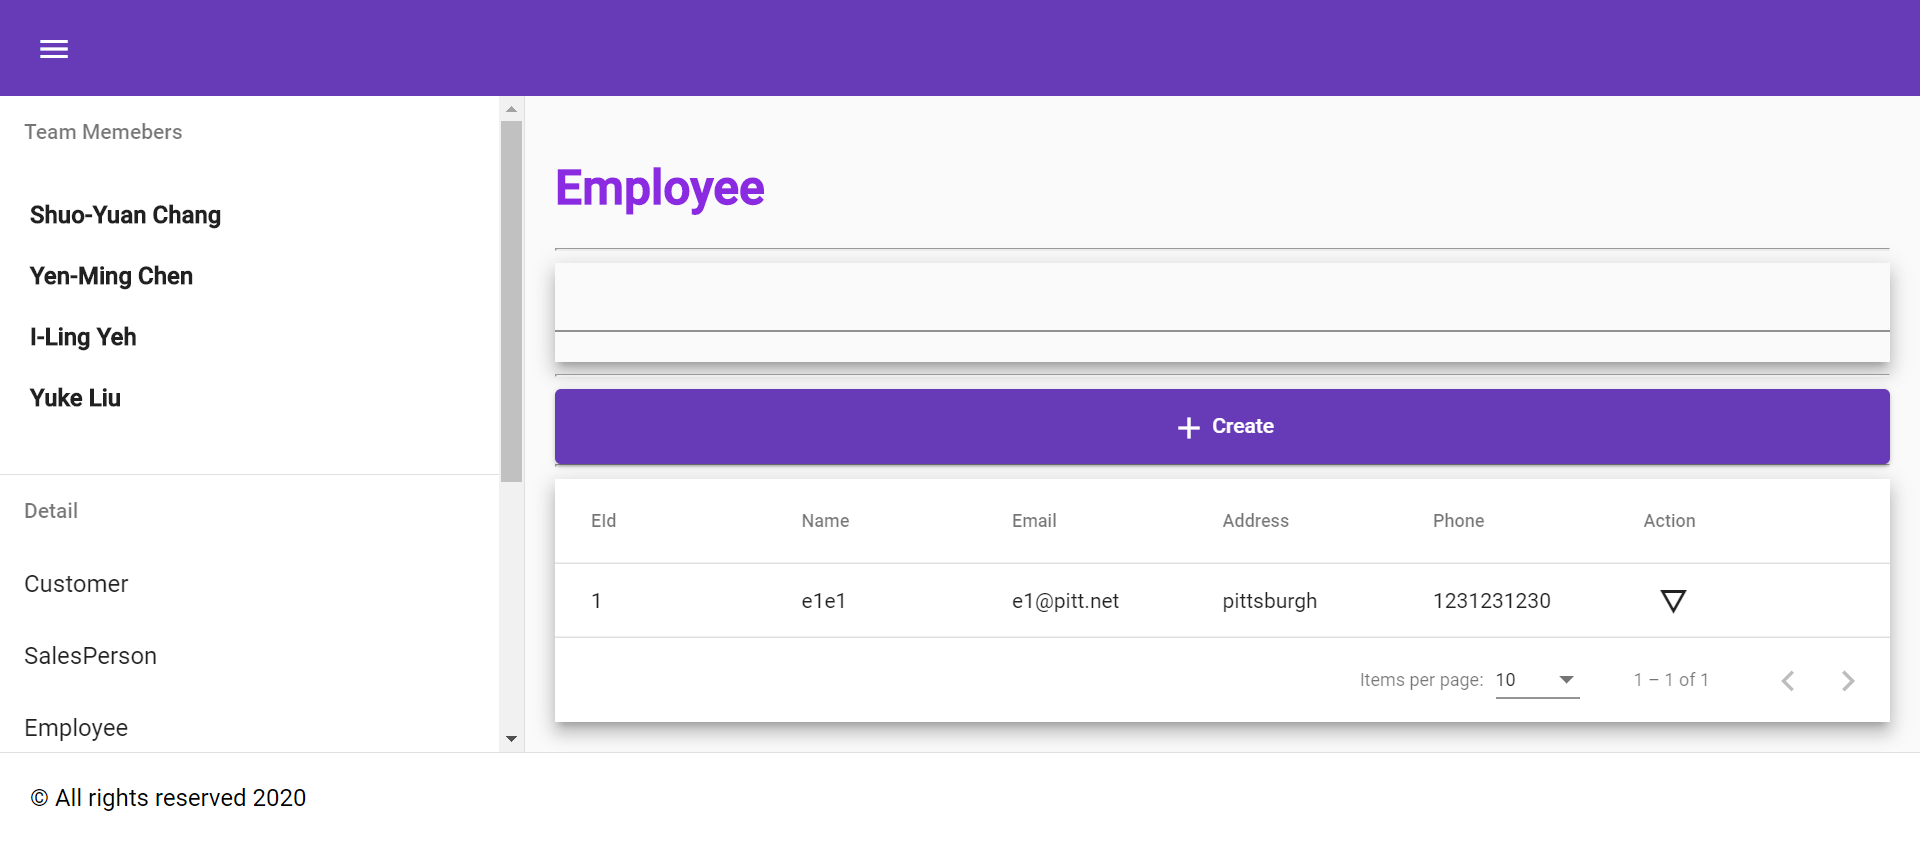 Team Memebers
Shuo-Yuan Chang
Yen-Ming Chen
I-Ling Yeh
Yuke Liu
Detail
Customer
SalesPerson
Employee
Employee
Create
EId Name Email Address Phone Action
1 e1e1 e1@pitt.net pittsburgh 1231231230
Items per page: 10 1 – 1 of 1
© All rights reserved 2020